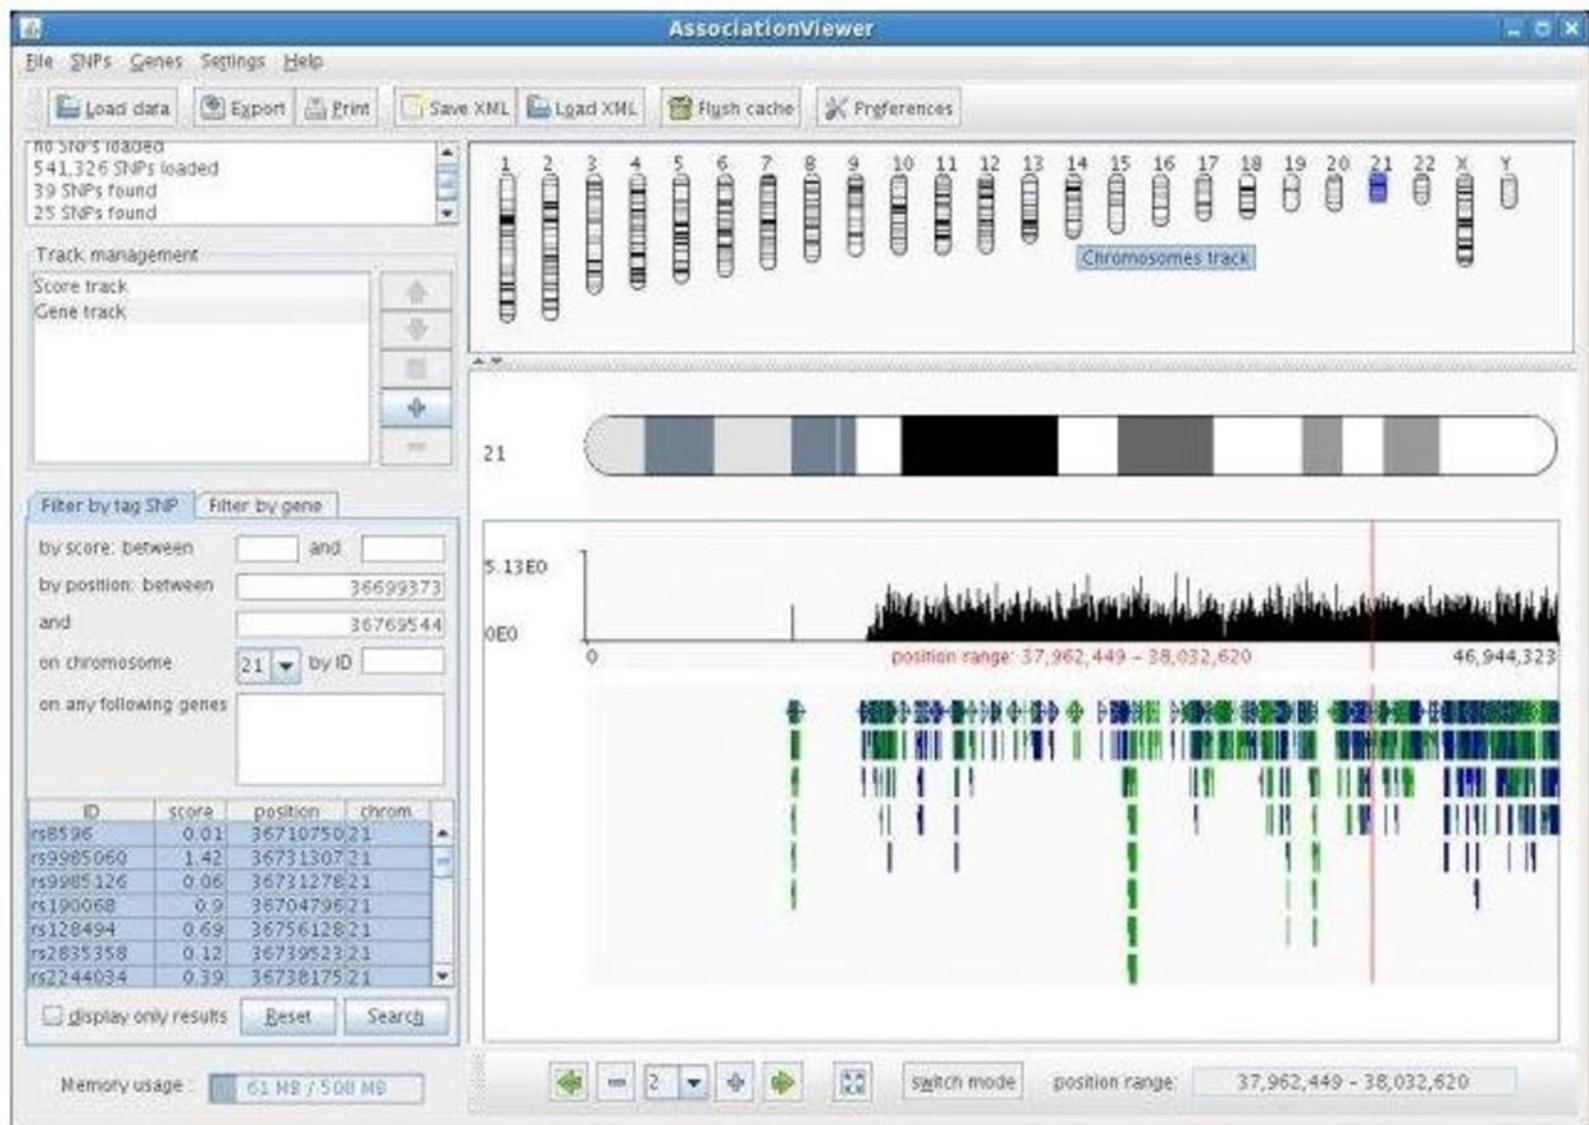 AssociationViewer
File SNPs Genes Settings Help
Load data Export Print Save XML Load XML Flush cache Preferences
no SNPs loaded
541,326 SNPs loaded
39 SNPs found
25 SNPs found
Track management
Score track
Gene track
Filter by tag SNP Filter by gene
by score: between and
by position: between 36699373
and 36769544
on chromosome 21 by ID
on any following genes
ID score position chrom
rs8596 0.01 36710750 21
rs9985060 1.42 36731307 21
rs9985126 0.06 36731278 21
rs190068 0.9 36704796 21
rs128494 0.69 36756128 21
rs2835358 0.12 36739523 21
rs2244034 0.39 36738175 21
display only results Reset Search
Memory usage : 61 MB / 500 MB
1 2 3 4 5 6 7 8 9 10 11 12 13 14 15 16 17 18 19 20 21 22 X Y
Chromosomes track
21
5.13E0
0E0
0 position range: 37,962,449 - 38,032,620 46,944,323
2 switch mode position range: 37,962,449 - 38,032,620